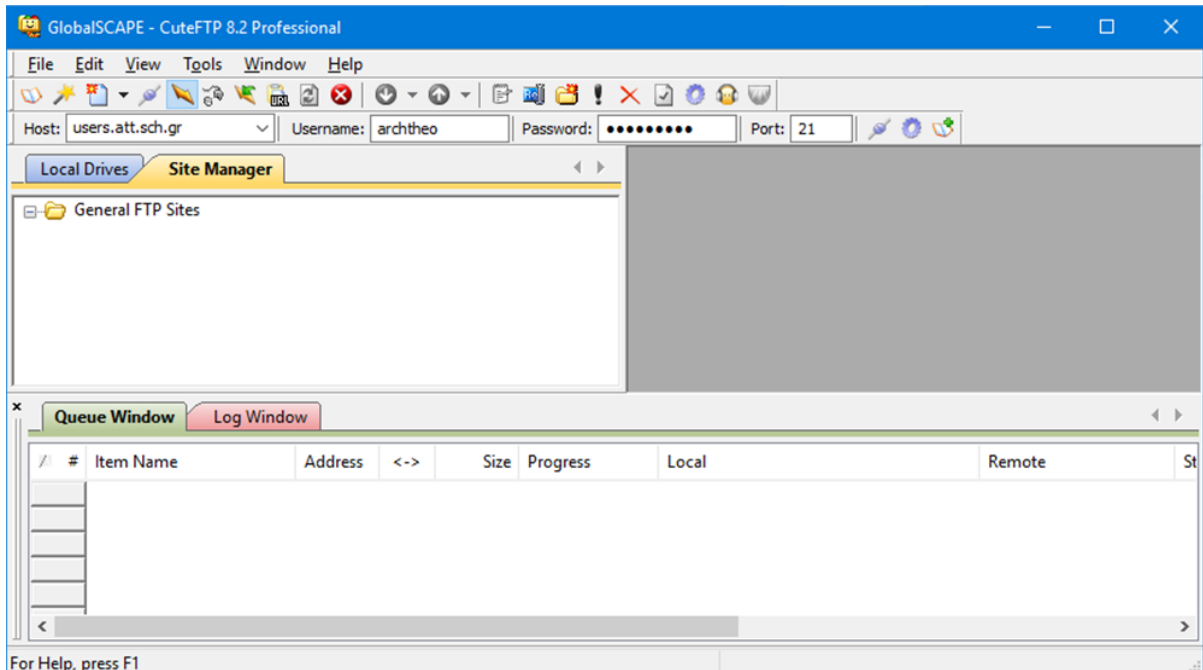 GlobalSCAPE - CuteFTP 8.2 Professional
File Edit View Tools Window Help
URL
Host: users.att.sch.gr Username: archtheo Password: ●●●●●●●●● Port: 21
Local Drives Site Manager
General FTP Sites
Queue Window Log Window
# Item Name Address <-> Size Progress Local Remote St
For Help, press F1